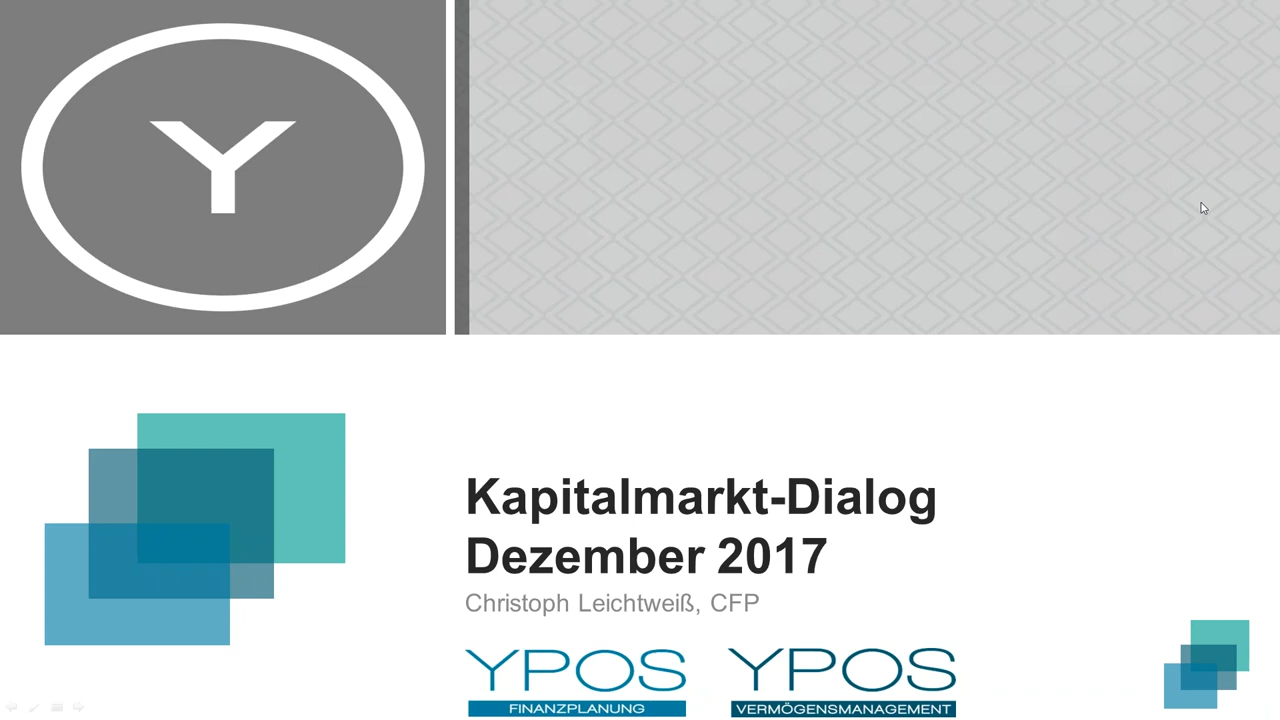 Y
Kapitalmarkt-Dialog
Dezember 2017
Christoph Leichtweiß, CFP
YPOS YPOS
FINANZPLANUNG VERMÖGENSMANAGEMENT